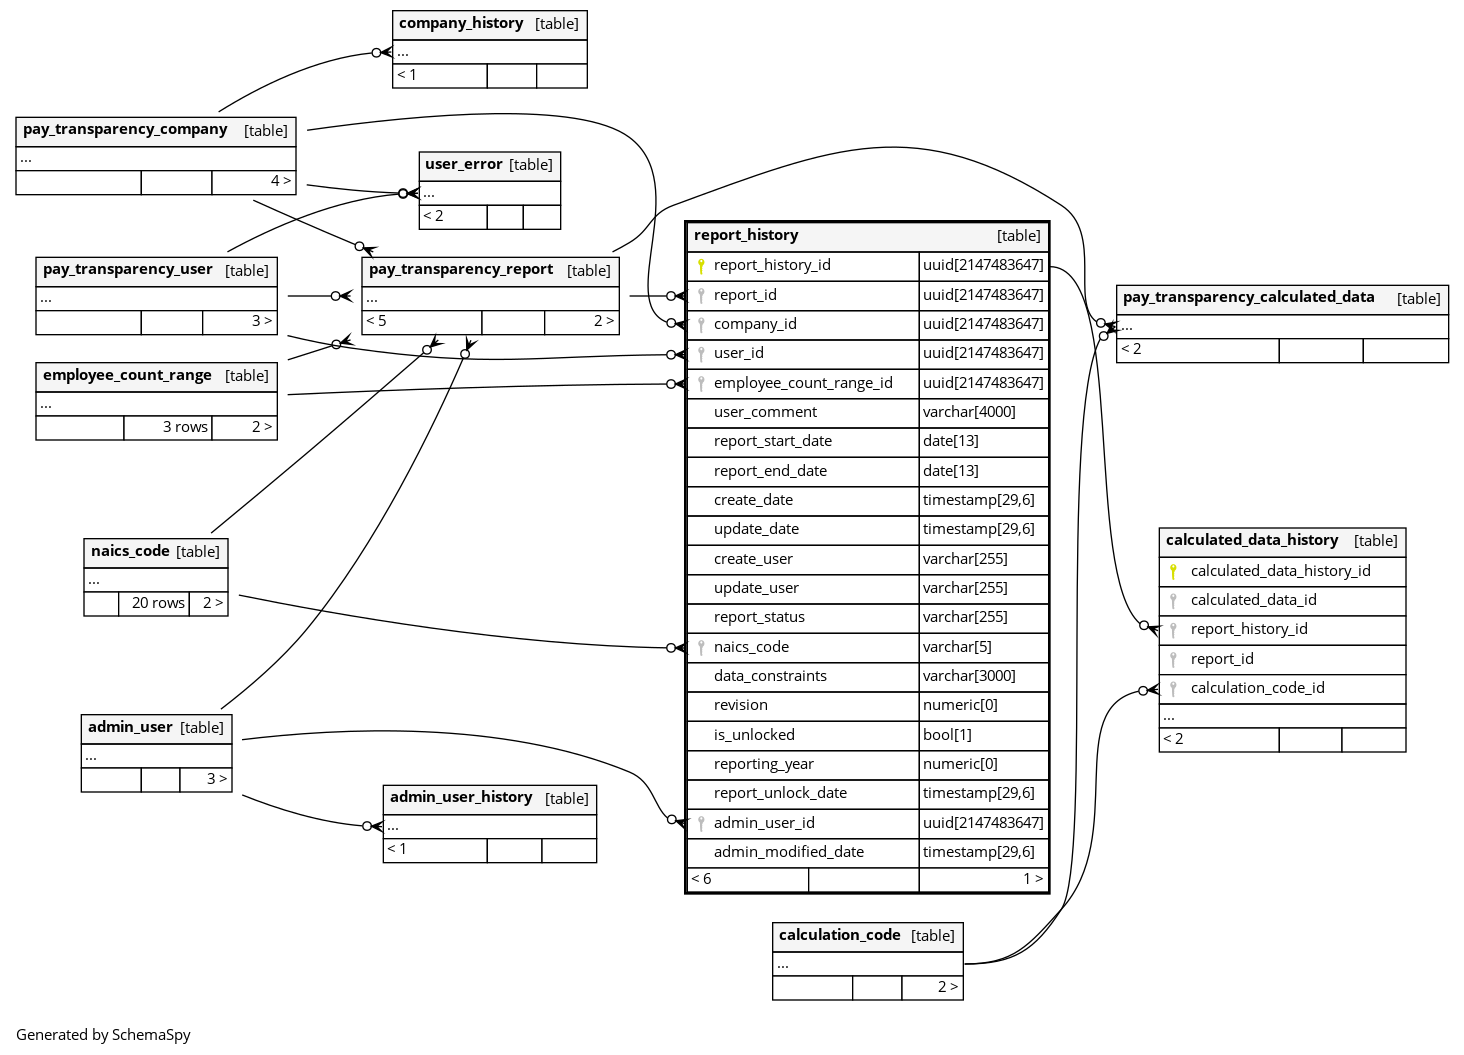 company_history [table]
...
< 1
pay_transparency_company [table]
...
4 >
user_error [table]
...
< 2
pay_transparency_user [table]
...
3 >
pay_transparency_report [table]
...
< 5 2 >
employee_count_range [table]
...
3 rows 2 >
naics_code [table]
...
20 rows 2 >
admin_user [table]
...
3 >
admin_user_history [table]
...
< 1
report_history [table]
report_history_id uuid[2147483647]
report_id uuid[2147483647]
company_id uuid[2147483647]
user_id uuid[2147483647]
employee_count_range_id uuid[2147483647]
user_comment varchar[4000]
report_start_date date[13]
report_end_date date[13]
create_date timestamp[29,6]
update_date timestamp[29,6]
create_user varchar[255]
update_user varchar[255]
report_status varchar[255]
naics_code varchar[5]
data_constraints varchar[3000]
revision numeric[0]
is_unlocked bool[1]
reporting_year numeric[0]
report_unlock_date timestamp[29,6]
admin_user_id uuid[2147483647]
admin_modified_date timestamp[29,6]
< 6 1 >
pay_transparency_calculated_data [table]
...
< 2
calculated_data_history [table]
calculated_data_history_id
calculated_data_id
report_history_id
report_id
calculation_code_id
...
< 2
calculation_code [table]
...
2 >
Generated by SchemaSpy